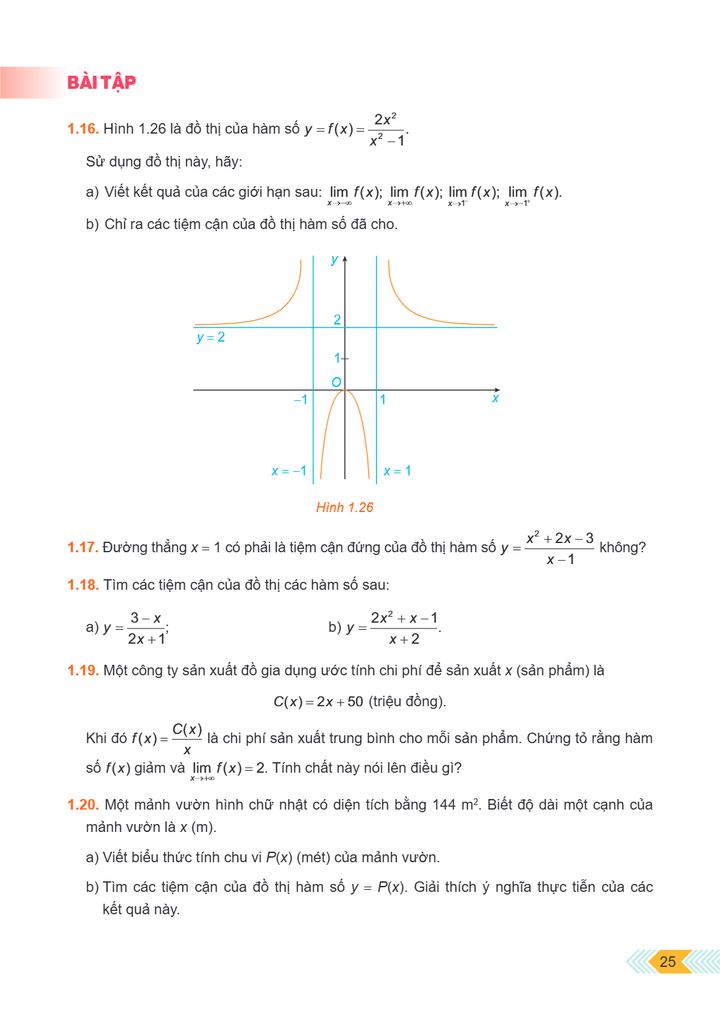 BÀI TẬP
1.16. Hình 1.26 là đồ thị của hàm số y = f(x) = 2x²/(x² − 1).
Sử dụng đồ thị này, hãy:
a) Viết kết quả của các giới hạn sau: lim x→−∞ f(x); lim x→+∞ f(x); lim x→1⁻ f(x); lim x→−1⁺ f(x).
b) Chỉ ra các tiệm cận của đồ thị hàm số đã cho.
y
2
y = 2
1
O
−1
1
x
x = −1
x = 1
Hình 1.26
1.17. Đường thẳng x = 1 có phải là tiệm cận đứng của đồ thị hàm số y = (x² + 2x − 3)/(x − 1) không?
1.18. Tìm các tiệm cận của đồ thị các hàm số sau:
a) y = (3 − x)/(2x + 1); b) y = (2x² + x − 1)/(x + 2).
1.19. Một công ty sản xuất đồ gia dụng ước tính chi phí để sản xuất x (sản phẩm) là
C(x) = 2x + 50 (triệu đồng).
Khi đó f(x) = C(x)/x là chi phí sản xuất trung bình cho mỗi sản phẩm. Chứng tỏ rằng hàm
số f(x) giảm và lim x→+∞ f(x) = 2. Tính chất này nói lên điều gì?
1.20. Một mảnh vườn hình chữ nhật có diện tích bằng 144 m². Biết độ dài một cạnh của
mảnh vườn là x (m).
a) Viết biểu thức tính chu vi P(x) (mét) của mảnh vườn.
b) Tìm các tiệm cận của đồ thị hàm số y = P(x). Giải thích ý nghĩa thực tiễn của các
kết quả này.
25